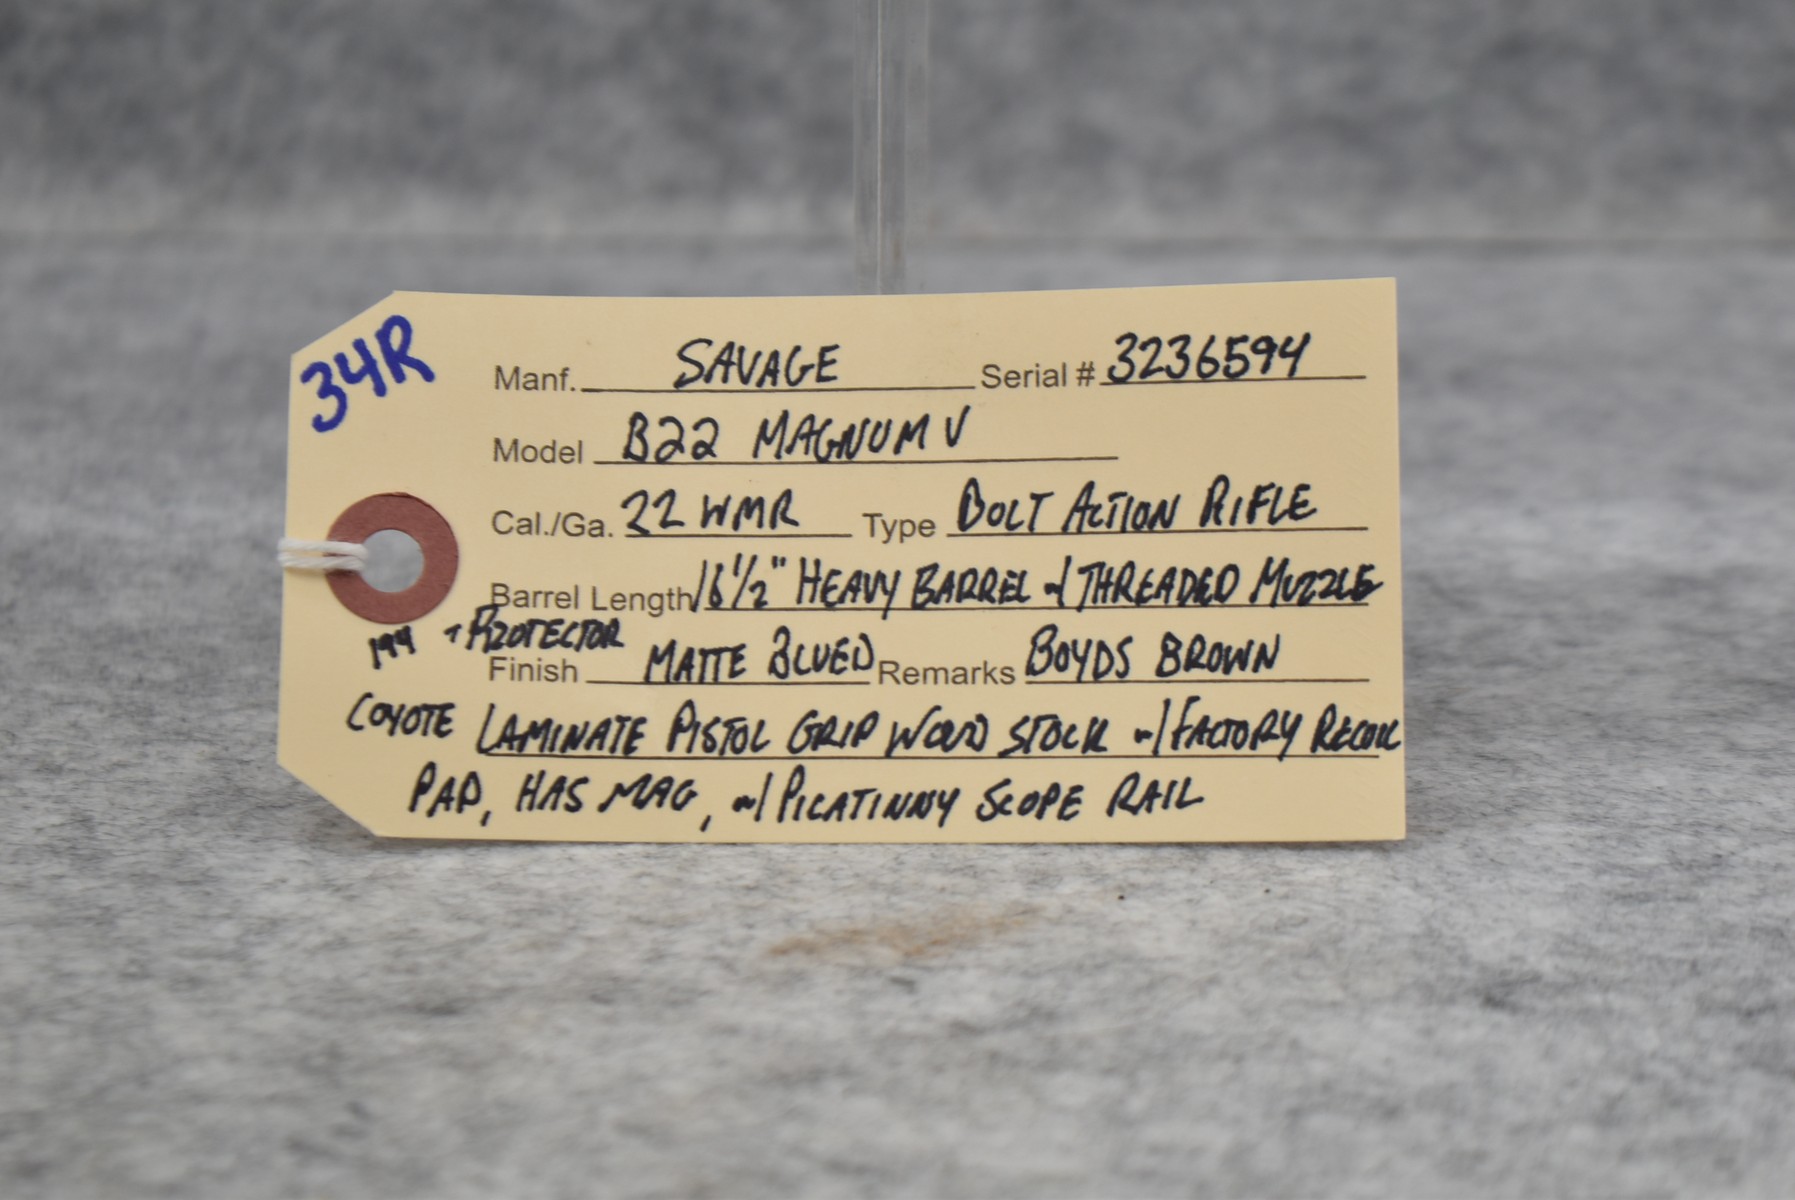 34R
Manf. SAVAGE Serial # 3236594
Model B22 MAGNUM V
Cal./Ga. 22 WMR Type BOLT ACTION RIFLE
Barrel Length 16 1/2" HEAVY BARREL w/ THREADED MUZZLE
194 + PROTECTOR
Finish MATTE BLUED Remarks BOYDS BROWN
COYOTE LAMINATE PISTOL GRIP WOOD STOCK w/ FACTORY RECOIL
PAD, HAS MAG, w/ PICATINNY SCOPE RAIL